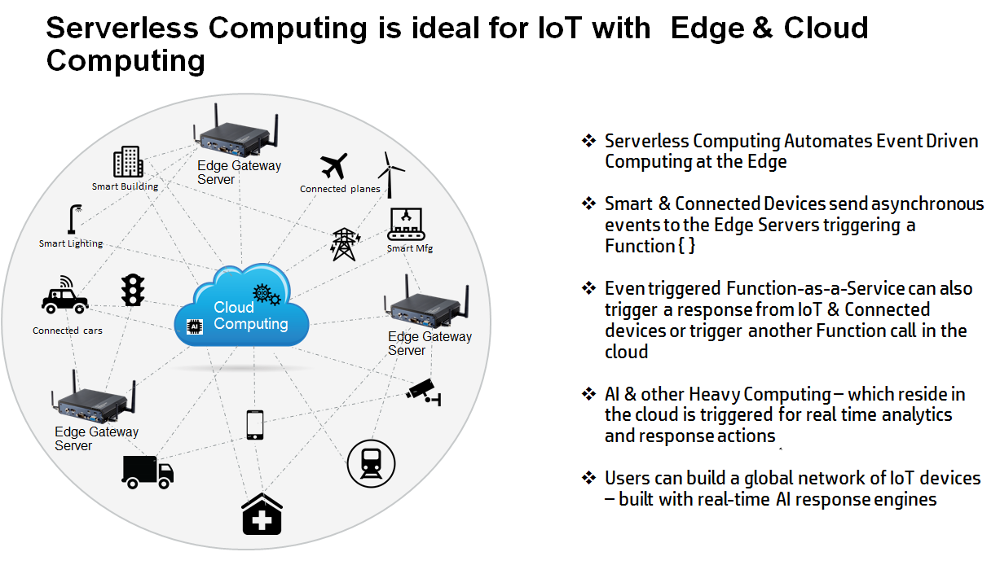 Serverless Computing is ideal for IoT with  Edge & Cloud
Computing
Edge Gateway
Server
Smart Building
Connected planes
Smart Lighting
Smart Mfg
Cloud
Computing
AI
Connected cars
Edge Gateway
Server
Edge Gateway
Server
❖ Serverless Computing Automates Event Driven
Computing at the Edge
❖ Smart & Connected Devices send asynchronous
events to the Edge Servers triggering a
Function { }
❖ Even triggered Function-as-a-Service can also
trigger a response from IoT & Connected
devices or trigger another Function call in the
cloud
❖ AI & other Heavy Computing – which reside in
the cloud is triggered for real time analytics
and response actions
❖ Users can build a global network of IoT devices
– built with real-time AI response engines